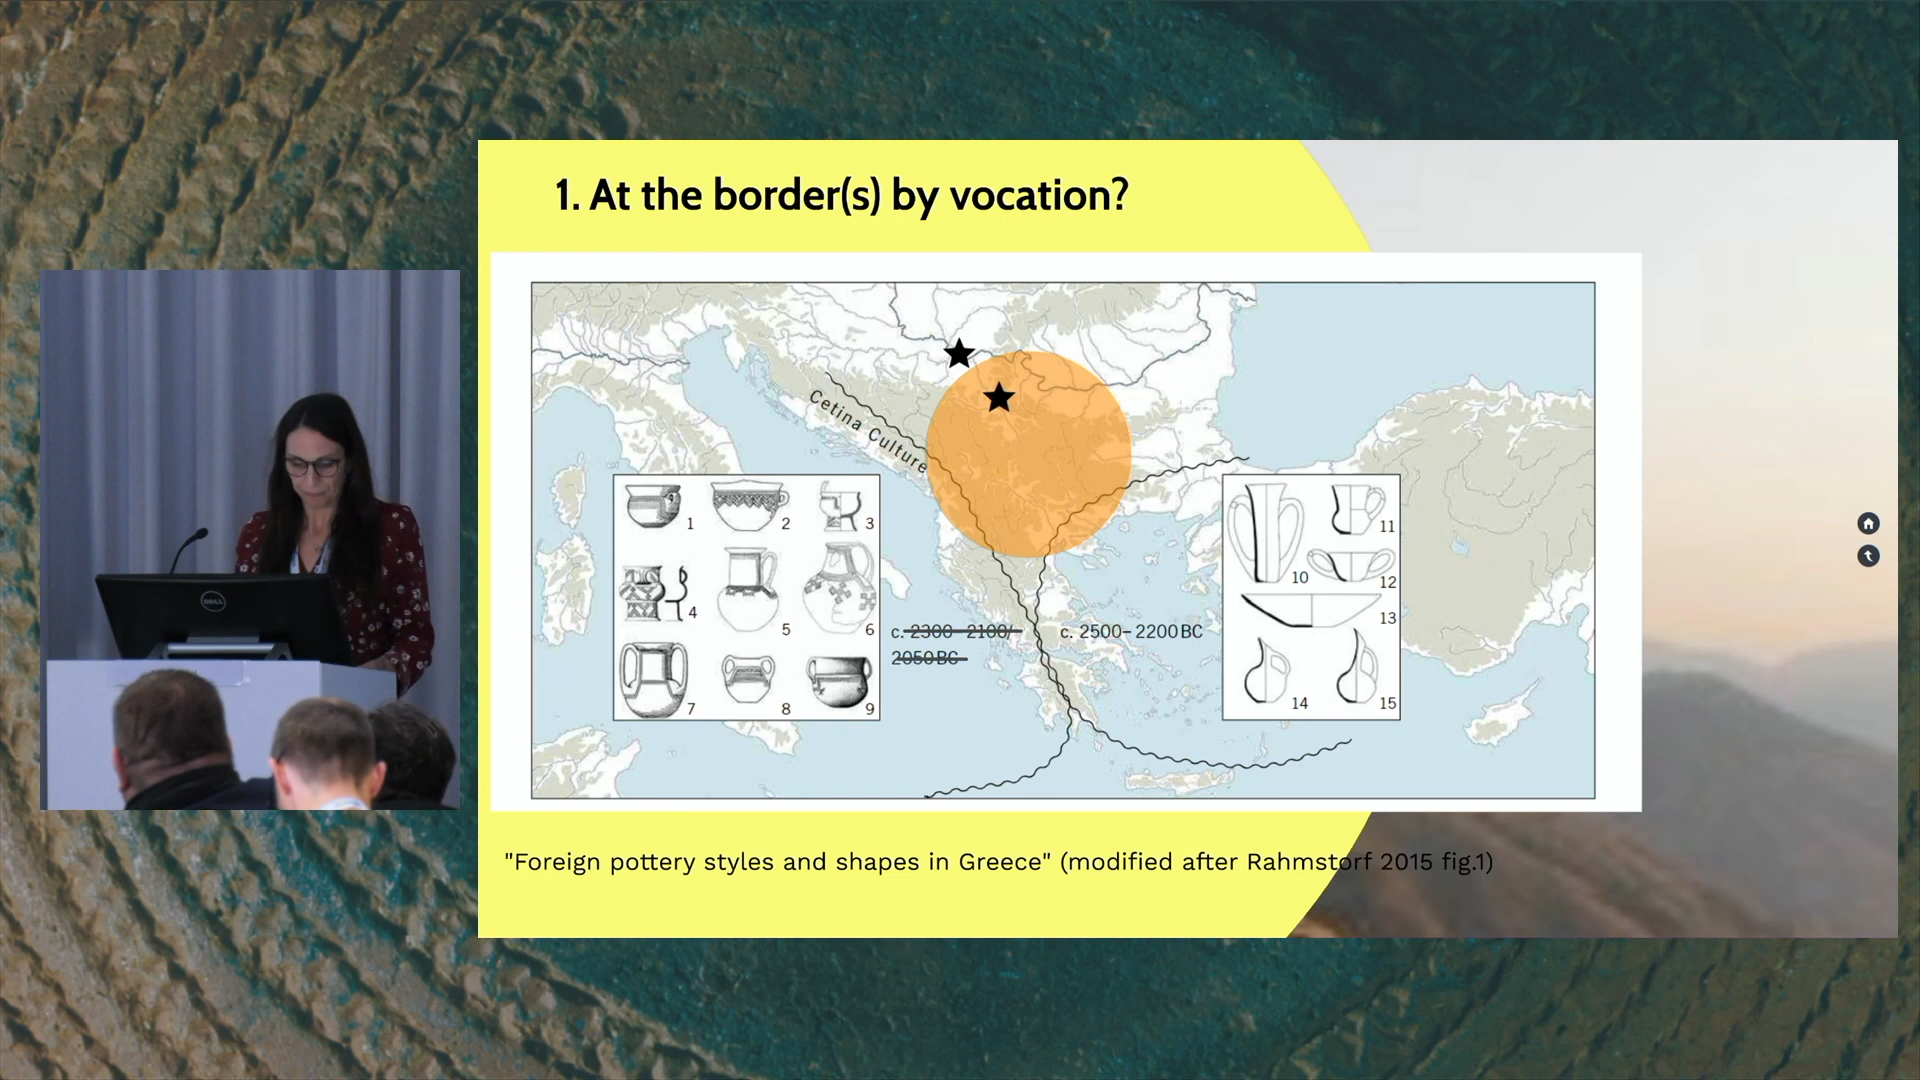 1. At the border(s) by vocation?
Cetina Culture
1
2
3
4
5
6
7
8
9
c. 2300–2100/
2050 BC
c. 2500–2200 BC
10
11
12
13
14
15
"Foreign pottery styles and shapes in Greece" (modified after Rahmstorf 2015 fig.1)
DELL